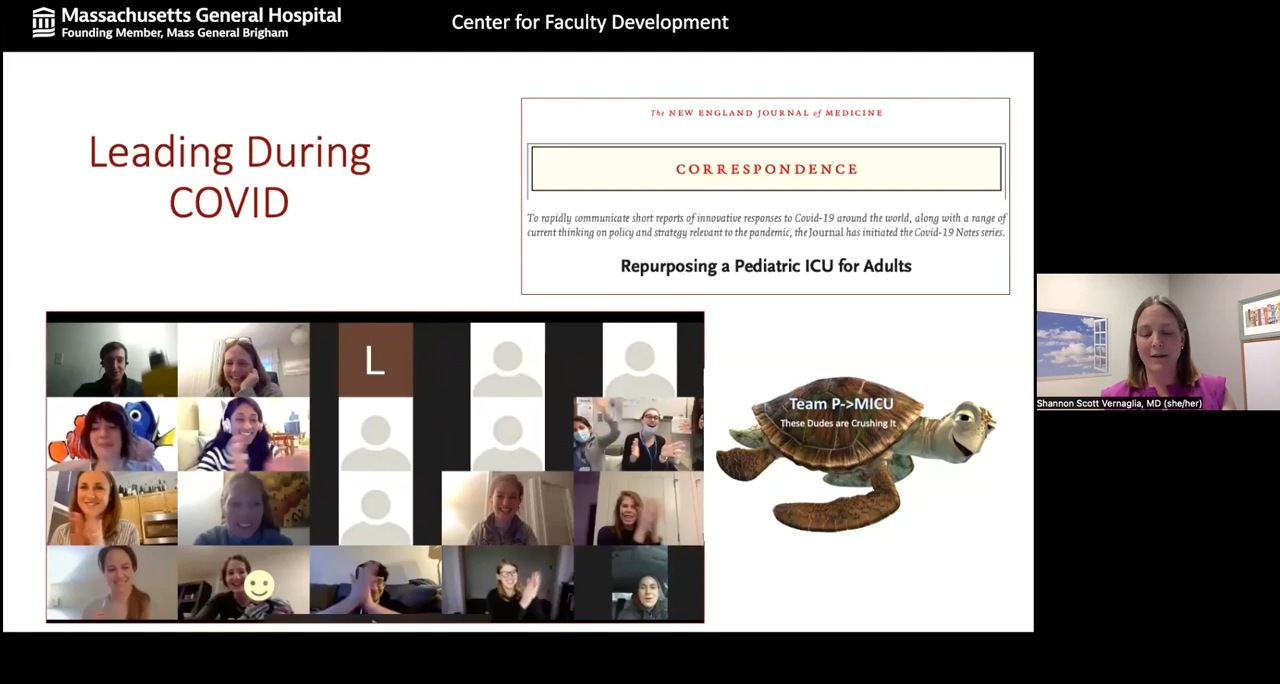 Massachusetts General Hospital
Founding Member, Mass General Brigham
Center for Faculty Development
Leading During
COVID
The NEW ENGLAND JOURNAL of MEDICINE
CORRESPONDENCE
To rapidly communicate short reports of innovative responses to Covid-19 around the world, along with a range of
current thinking on policy and strategy relevant to the pandemic, the Journal has initiated the Covid-19 Notes series.
Repurposing a Pediatric ICU for Adults
L
Team P->MICU
These Dudes are Crushing It
Shannon Scott Vernaglia, MD (she/her)